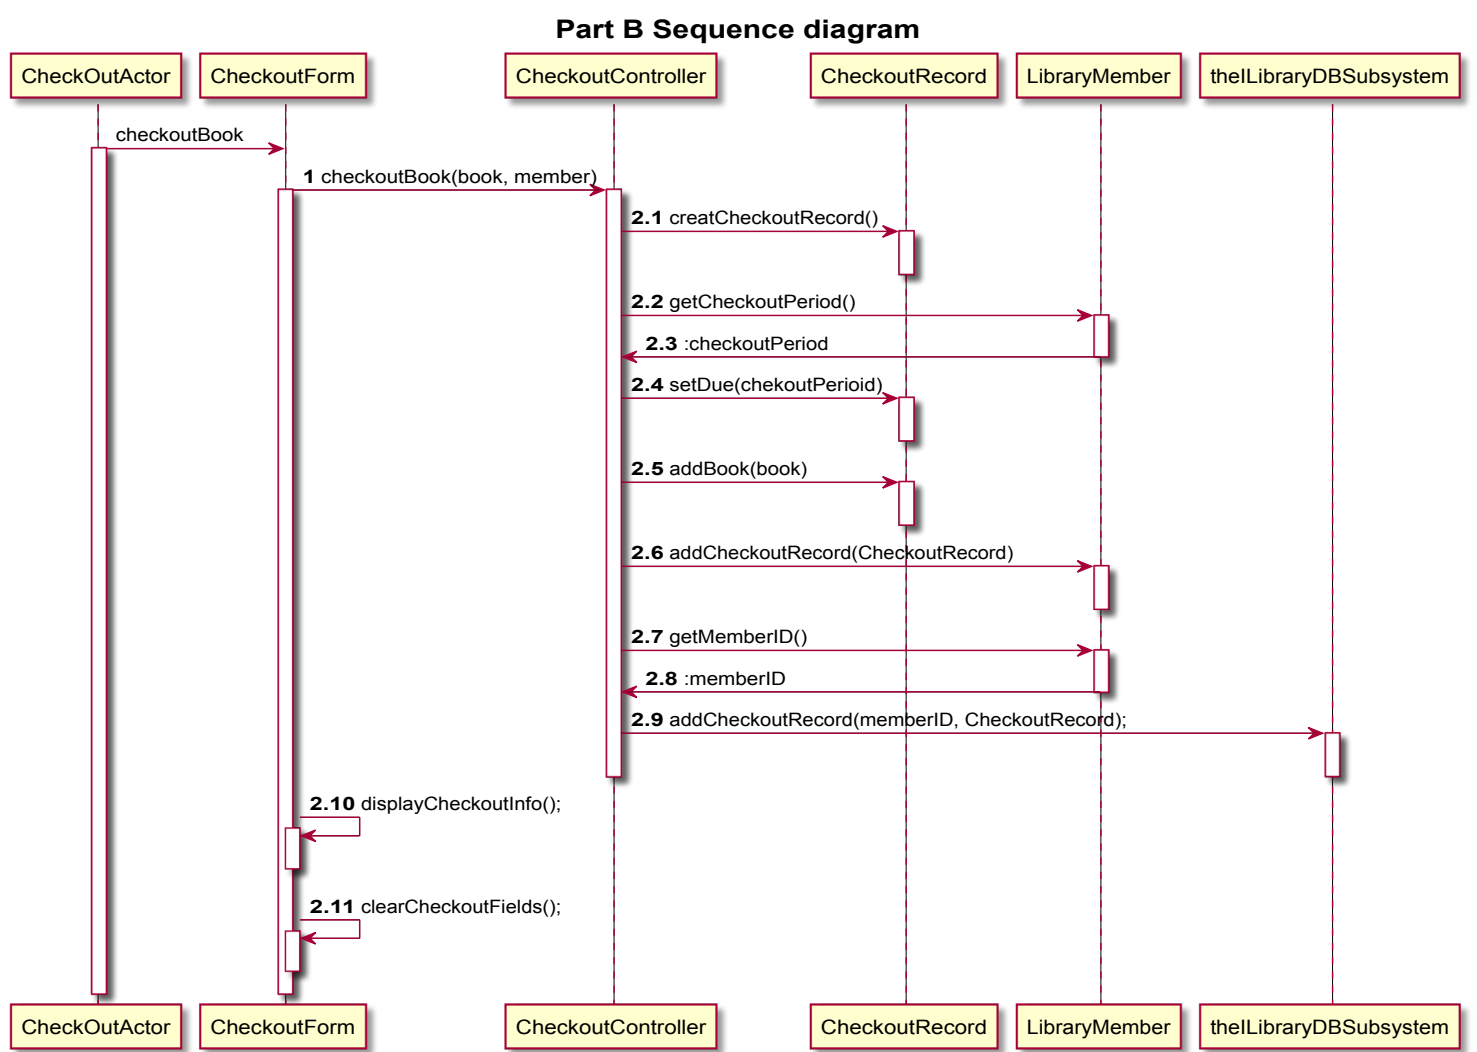 Part B Sequence diagram
CheckOutActor
CheckoutForm
CheckoutController
CheckoutRecord
LibraryMember
theILibraryDBSubsystem
checkoutBook
1 checkoutBook(book, member)
2.1 creatCheckoutRecord()
2.2 getCheckoutPeriod()
2.3 :checkoutPeriod
2.4 setDue(chekoutPerioid)
2.5 addBook(book)
2.6 addCheckoutRecord(CheckoutRecord)
2.7 getMemberID()
2.8 :memberID
2.9 addCheckoutRecord(memberID, CheckoutRecord);
2.10 displayCheckoutInfo();
2.11 clearCheckoutFields();
CheckOutActor
CheckoutForm
CheckoutController
CheckoutRecord
LibraryMember
theILibraryDBSubsystem